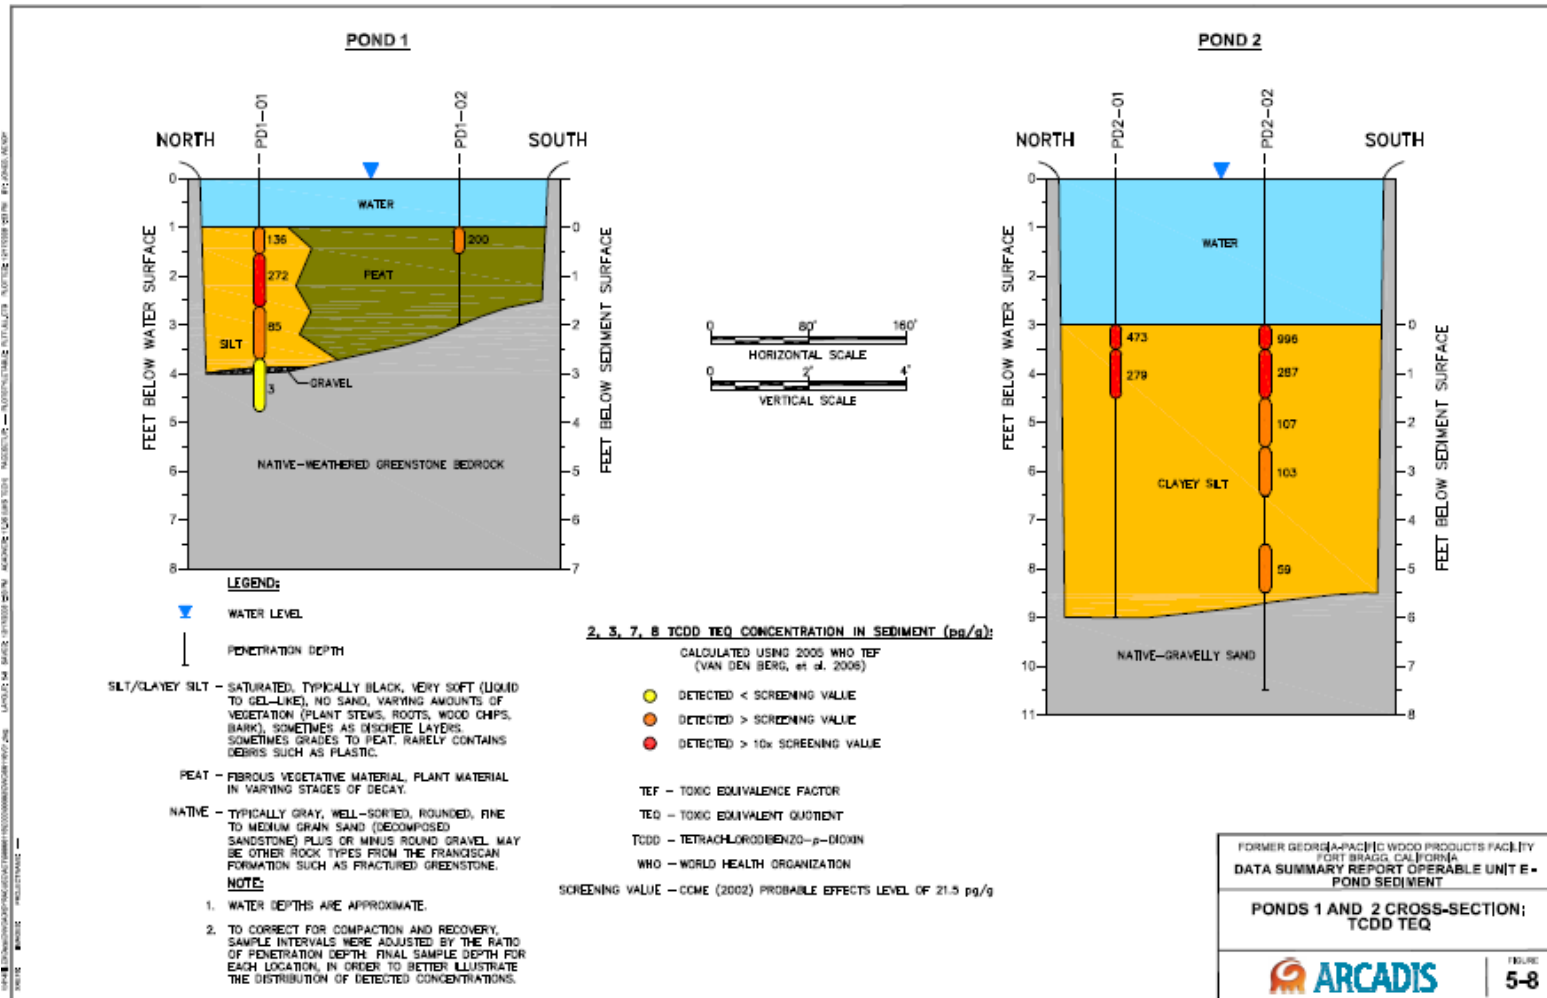 POND 1
POND 2
NORTH
PD1-01
PD1-02
SOUTH
0
1
2
3
4
5
6
7
8
FEET BELOW WATER SURFACE
WATER
136
272
85
3
200
PEAT
SILT
GRAVEL
NATIVE-WEATHERED GREENSTONE BEDROCK
0
1
2
3
4
5
6
7
FEET BELOW SEDIMENT SURFACE
0 80' 160'
HORIZONTAL SCALE
0 2' 4'
VERTICAL SCALE
NORTH
PD2-01
PD2-02
SOUTH
0
1
2
3
4
5
6
7
8
9
10
11
FEET BELOW WATER SURFACE
WATER
473
279
996
287
107
103
59
CLAYEY SILT
NATIVE-GRAVELLY SAND
0
1
2
3
4
5
6
7
8
FEET BELOW SEDIMENT SURFACE
LEGEND:
WATER LEVEL
PENETRATION DEPTH
SILT/CLAYEY SILT - SATURATED, TYPICALLY BLACK, VERY SOFT (LIQUID
TO GEL-LIKE), NO SAND, VARYING AMOUNTS OF
VEGETATION (PLANT STEMS, ROOTS, WOOD CHIPS,
BARK), SOMETIMES AS DISCRETE LAYERS.
SOMETIMES GRADES TO PEAT. RARELY CONTAINS
DEBRIS SUCH AS PLASTIC.
PEAT - FIBROUS VEGETATIVE MATERIAL, PLANT MATERIAL
IN VARYING STAGES OF DECAY.
NATIVE - TYPICALLY GRAY, WELL-SORTED, ROUNDED, FINE
TO MEDIUM GRAIN SAND (DECOMPOSED
SANDSTONE) PLUS OR MINUS ROUND GRAVEL. MAY
BE OTHER ROCK TYPES FROM THE FRANCISCAN
FORMATION SUCH AS FRACTURED GREENSTONE.
NOTE:
1. WATER DEPTHS ARE APPROXIMATE.
2. TO CORRECT FOR COMPACTION AND RECOVERY,
SAMPLE INTERVALS WERE ADJUSTED BY THE RATIO
OF PENETRATION DEPTH: FINAL SAMPLE DEPTH FOR
EACH LOCATION, IN ORDER TO BETTER ILLUSTRATE
THE DISTRIBUTION OF DETECTED CONCENTRATIONS.
2, 3, 7, 8 TCDD TEQ CONCENTRATION IN SEDIMENT (pg/g):
CALCULATED USING 2005 WHO TEF
(VAN DEN BERG, et al. 2006)
DETECTED < SCREENING VALUE
DETECTED > SCREENING VALUE
DETECTED > 10x SCREENING VALUE
TEF - TOXIC EQUIVALENCE FACTOR
TEQ - TOXIC EQUIVALENT QUOTIENT
TCDD - TETRACHLORODIBENZO-p-DIOXIN
WHO - WORLD HEALTH ORGANIZATION
SCREENING VALUE - CCME (2002) PROBABLE EFFECTS LEVEL OF 21.5 pg/g
FORMER GEORGIA-PACIFIC WOOD PRODUCTS FACILITY
FORT BRAGG, CALIFORNIA
DATA SUMMARY REPORT OPERABLE UNIT E -
POND SEDIMENT
PONDS 1 AND 2 CROSS-SECTION;
TCDD TEQ
ARCADIS
FIGURE
5-8